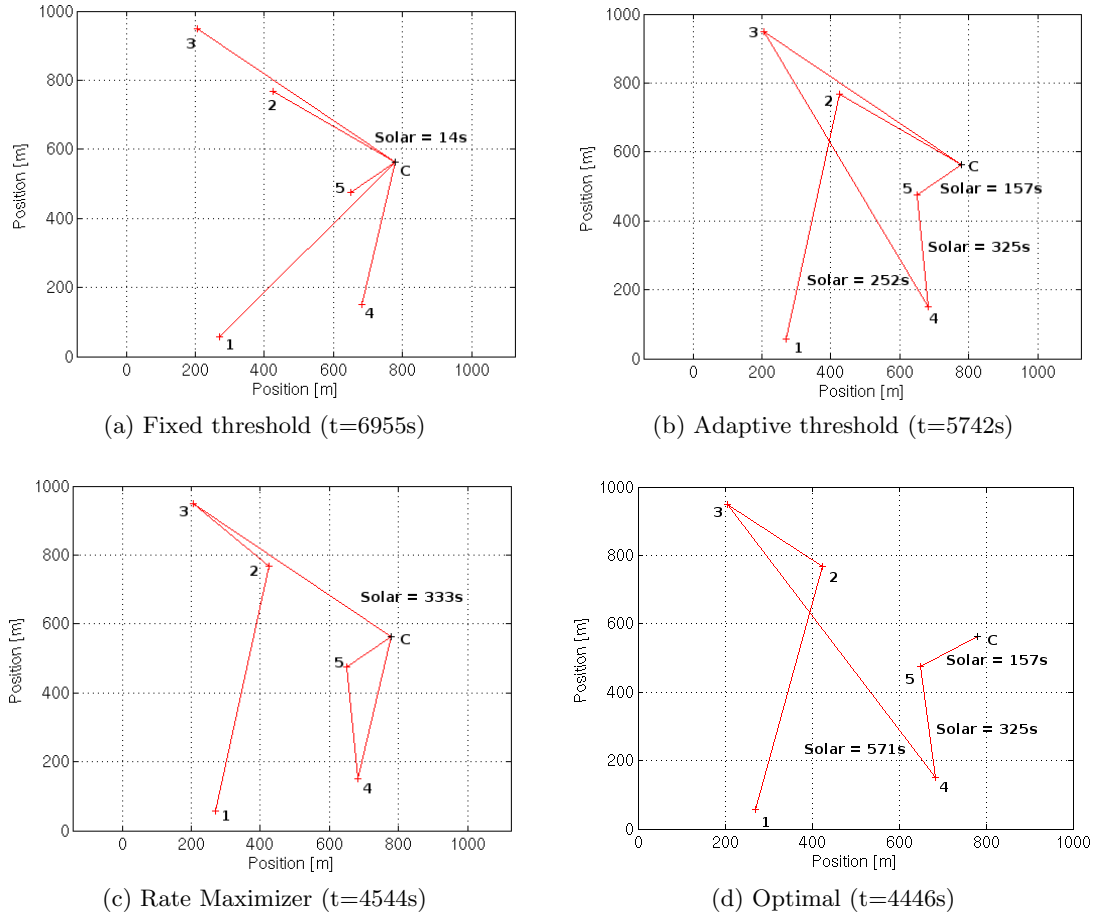 1000
800
600
400
200
0
Position [m]
3
2
Solar = 14s
C
5
4
1
0 200 400 600 800 1000
Position [m]
(a) Fixed threshold (t=6955s)
1000
800
600
400
200
0
Position [m]
3
2
C
5
Solar = 157s
Solar = 325s
Solar = 252s
4
1
0 200 400 600 800 1000
Position [m]
(b) Adaptive threshold (t=5742s)
1000
800
600
400
200
0
Position [m]
3
2
Solar = 333s
C
5
4
1
0 200 400 600 800 1000
Position [m]
(c) Rate Maximizer (t=4544s)
1000
800
600
400
200
0
Position [m]
3
2
C
Solar = 157s
5
Solar = 325s
Solar = 571s
4
1
0 200 400 600 800 1000
Position [m]
(d) Optimal (t=4446s)